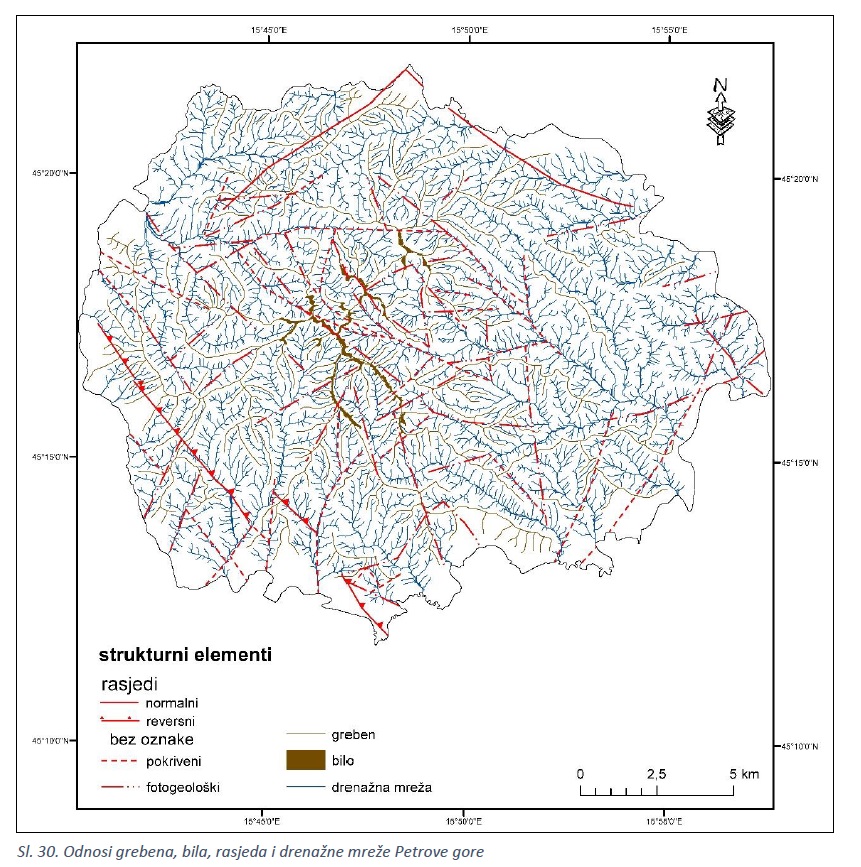 15°45'0"E 15°50'0"E 15°55'0"E
N
45°20'0"N 45°20'0"N
45°15'0"N 45°15'0"N
strukturni elementi
rasjedi
normalni
reversni
bez oznake
pokriveni
fotogeološki
greben
bilo
drenažna mreža
45°10'0"N 45°10'0"N
0 2,5 5 km
15°45'0"E 15°50'0"E 15°55'0"E
Sl. 30. Odnosi grebena, bila, rasjeda i drenažne mreže Petrove gore